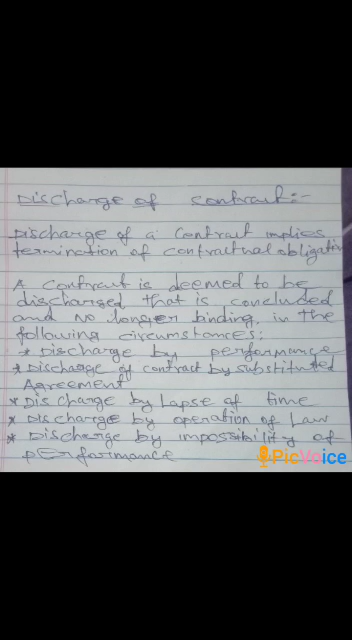 Discharge of contract:-
Discharge of a contract implies
termination of contractual obligation
A contract is deemed to be
discharged that is concluded
and no longer binding in the
following circumstances:
* Discharge by performance
* Discharge of contract by substituted
Agreement
* Discharge by Lapse of time
* Discharge by operation of Law
* Discharge by impossibility of
performance
PicVoice